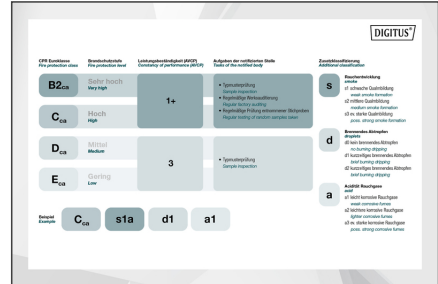 DIGITUS®
CPR Euroklasse
Fire protection class
Brandschutzstufe
Fire protection level
Leistungsbeständigkeit (AVCP)
Constancy of performance (AVCP)
Aufgaben der notifizierten Stelle
Tasks of the notified body
Zusatzklassifizierung
Additional classification
B2ca
Sehr hoch
Very high
Cca
Hoch
High
1+
• Typmusterprüfung
Sample inspection
• Regelmäßige Werksauditierung
Regular factory auditing
• Regelmäßige Prüfung entnommener Stichproben
Regular testing of random samples taken
Dca
Mittel
Medium
Eca
Gering
Low
3
• Typmusterprüfung
Sample inspection
s
Rauchentwicklung
smoke
s1 schwache Qualmbildung
weak smoke formation
s2 mittlere Qualmbildung
medium smoke formation
s3 ev. starke Qualmbildung
poss. strong smoke formation
d
Brennendes Abtropfen
droplets
d0 kein brennendes Abtropfen
no burning dripping
d1 kurzzeitiges brennendes Abtropfen
brief burning dripping
d2 kurzzeitiges brennendes Abtropfen
brief burning dripping
a
Acidität Rauchgase
acid
a1 leicht korrosive Rauchgase
weak corrosive fumes
a2 leichtere korrosive Rauchgase
lighter corrosive fumes
a3 ev. starke korrosive Rauchgase
poss. strong corrosive fumes
Beispiel
Example
Cca
s1a
d1
a1